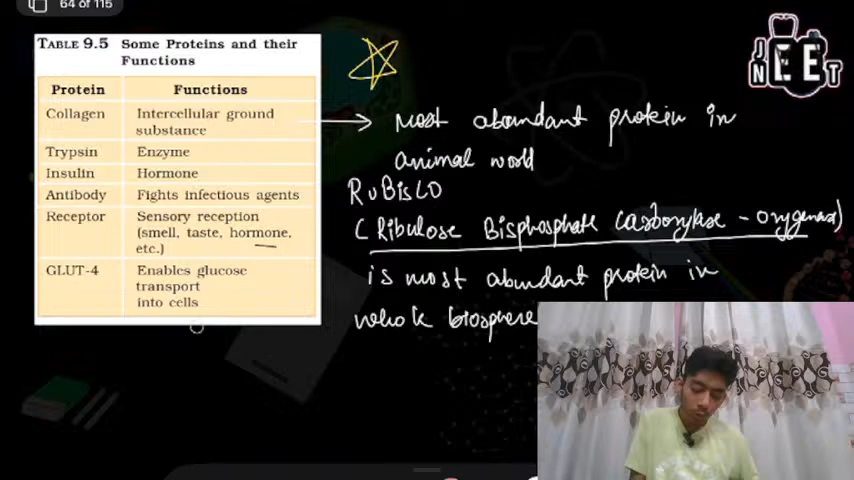 64 of 115
TABLE 9.5 Some Proteins and their
Functions
Protein Functions
Collagen Intercellular ground
substance
Trypsin Enzyme
Insulin Hormone
Antibody Fights infectious agents
Receptor Sensory reception
(smell, taste, hormone,
etc.)
GLUT-4 Enables glucose
transport
into cells
most abundant protein in
animal world
RuBisCO
(Ribulose Bisphosphate Carboxylase - oxygenase)
is most abundant protein in
whole biosphere
J
NEET